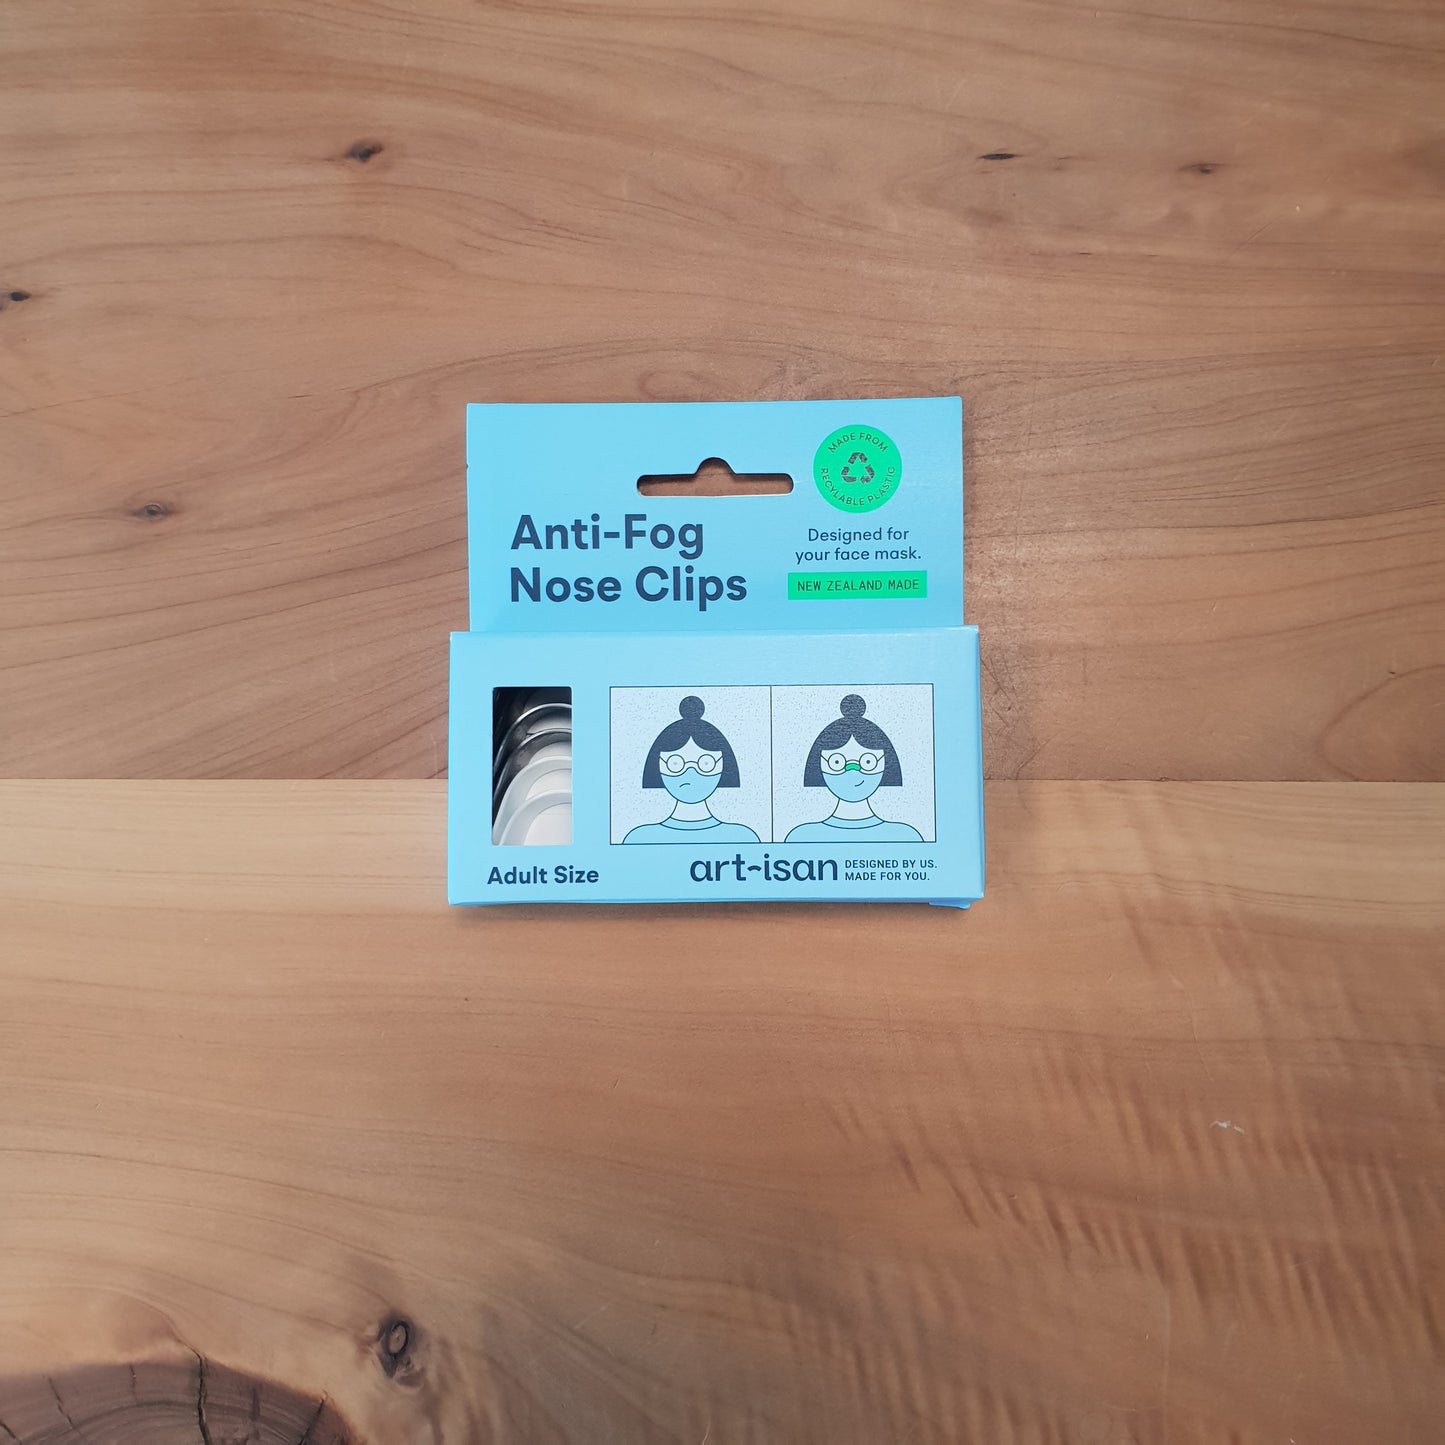 MADE FROM
RECYLABLE PLASTIC
Anti-Fog
Nose Clips
Designed for
your face mask.
NEW ZEALAND MADE
Adult Size
art-isan
DESIGNED BY US.
MADE FOR YOU.